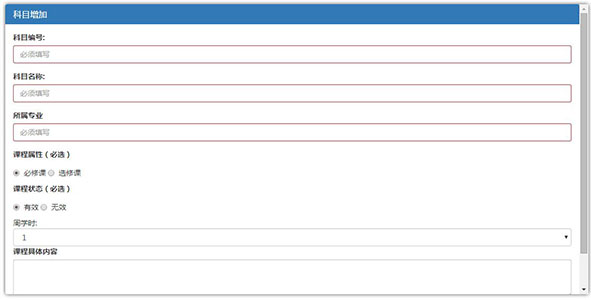 科目增加
科目编号:
必须填写
科目名称:
必须填写
所属专业
必须填写
课程属性（必选）
必修课 选修课
课程状态（必选）
有效 无效
周学时:
1
课程具体内容